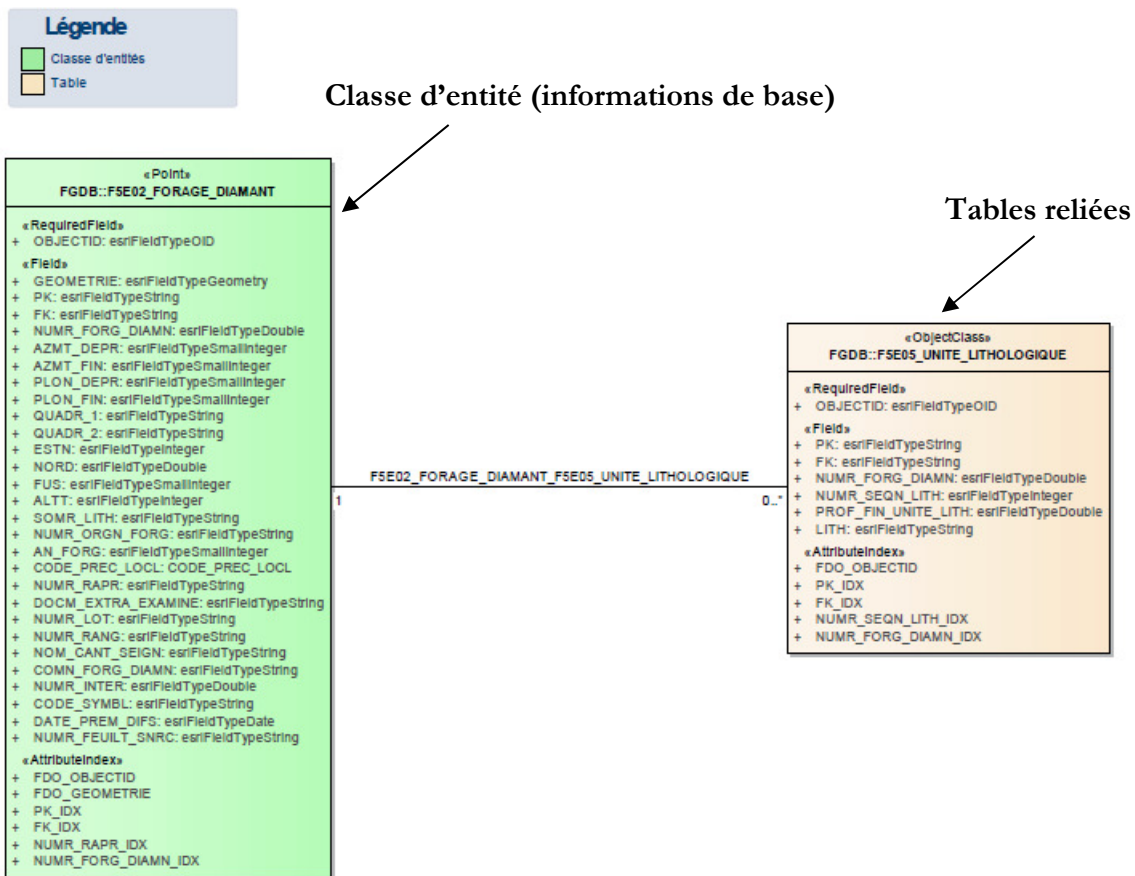 Légende
Classe d'entités
Table
Classe d'entité (informations de base)
Tables reliées
«Point»
FGDB::F5E02_FORAGE_DIAMANT
«RequiredField»
+ OBJECTID: esriFieldTypeOID
«Field»
+ GEOMETRIE: esriFieldTypeGeometry
+ PK: esriFieldTypeString
+ FK: esriFieldTypeString
+ NUMR_FORG_DIAMN: esriFieldTypeDouble
+ AZMT_DEPR: esriFieldTypeSmallInteger
+ AZMT_FIN: esriFieldTypeSmallInteger
+ PLON_DEPR: esriFieldTypeSmallInteger
+ PLON_FIN: esriFieldTypeSmallInteger
+ QUADR_1: esriFieldTypeString
+ QUADR_2: esriFieldTypeString
+ ESTN: esriFieldTypeInteger
+ NORD: esriFieldTypeDouble
+ FUS: esriFieldTypeSmallInteger
+ ALTT: esriFieldTypeInteger
+ SOMR_LITH: esriFieldTypeString
+ NUMR_ORGN_FORG: esriFieldTypeString
+ AN_FORG: esriFieldTypeSmallInteger
+ CODE_PREC_LOCL: CODE_PREC_LOCL
+ NUMR_RAPR: esriFieldTypeString
+ DOCM_EXTRA_EXAMINE: esriFieldTypeString
+ NUMR_LOT: esriFieldTypeString
+ NUMR_RANG: esriFieldTypeString
+ NOM_CANT_SEIGN: esriFieldTypeString
+ COMN_FORG_DIAMN: esriFieldTypeString
+ NUMR_INTER: esriFieldTypeDouble
+ CODE_SYMBL: esriFieldTypeString
+ DATE_PREM_DIFS: esriFieldTypeDate
+ NUMR_FEUILT_SNRC: esriFieldTypeString
«AttributeIndex»
+ FDO_OBJECTID
+ FDO_GEOMETRIE
+ PK_IDX
+ FK_IDX
+ NUMR_RAPR_IDX
+ NUMR_FORG_DIAMN_IDX
F5E02_FORAGE_DIAMANT_F5E05_UNITE_LITHOLOGIQUE
1
0..*
«ObjectClass»
FGDB::F5E05_UNITE_LITHOLOGIQUE
«RequiredField»
+ OBJECTID: esriFieldTypeOID
«Field»
+ PK: esriFieldTypeString
+ FK: esriFieldTypeString
+ NUMR_FORG_DIAMN: esriFieldTypeDouble
+ NUMR_SEQN_LITH: esriFieldTypeInteger
+ PROF_FIN_UNITE_LITH: esriFieldTypeDouble
+ LITH: esriFieldTypeString
«AttributeIndex»
+ FDO_OBJECTID
+ PK_IDX
+ FK_IDX
+ NUMR_SEQN_LITH_IDX
+ NUMR_FORG_DIAMN_IDX